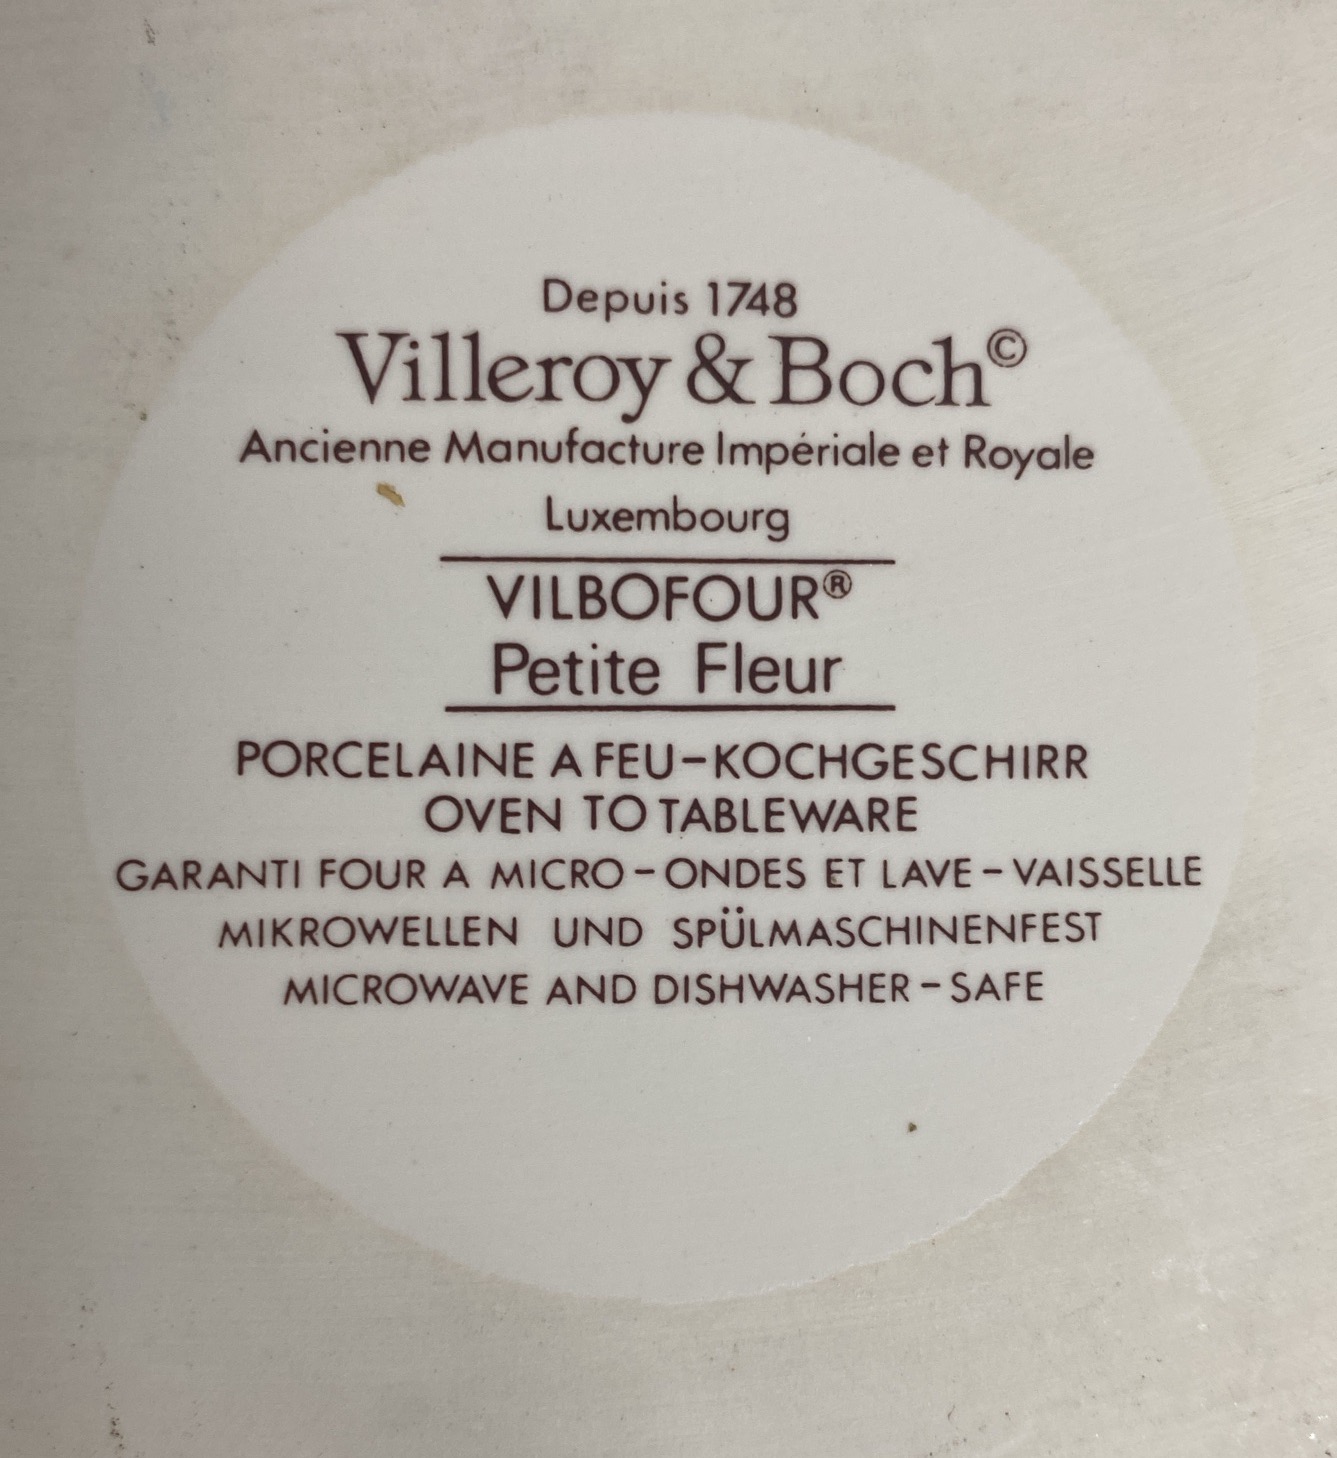 Depuis 1748
Villeroy & Boch©
Ancienne Manufacture Impériale et Royale
Luxembourg
VILBOFOUR®
Petite Fleur
PORCELAINE A FEU-KOCHGESCHIRR
OVEN TO TABLEWARE
GARANTI FOUR A MICRO-ONDES ET LAVE-VAISSELLE
MIKROWELLEN UND SPÜLMASCHINENFEST
MICROWAVE AND DISHWASHER-SAFE